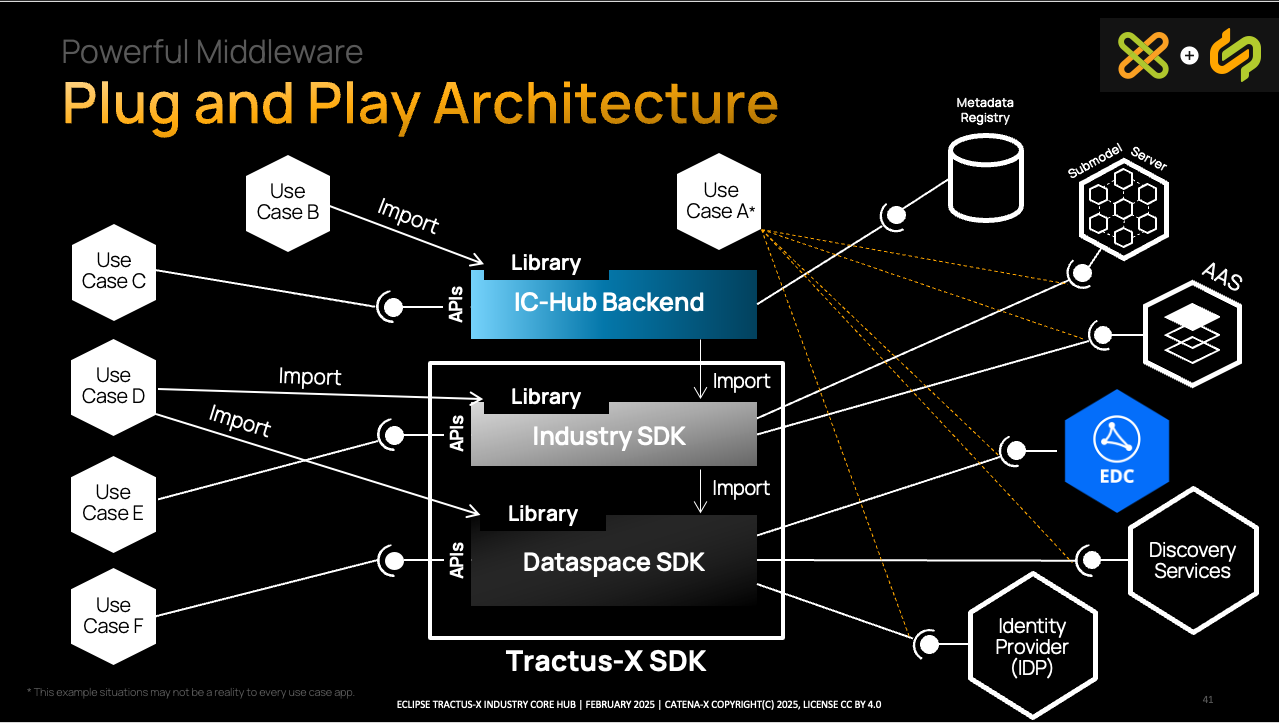 Powerful Middleware
Plug and Play Architecture
Metadata
Registry
Submodel Server
Use
Case B
Import
Use
Case A*
Use
Case C
Library
APIs
IC-Hub Backend
AAS
Use
Case D
Import
Import
Import
Library
APIs
Industry SDK
EDC
Use
Case E
Import
Library
APIs
Dataspace SDK
Discovery
Services
Use
Case F
Identity
Provider
(IDP)
Tractus-X SDK
* This example situations may not be a reality to every use case app.
ECLIPSE TRACTUS-X INDUSTRY CORE HUB | FEBRUARY 2025 | CATENA-X COPYRIGHT(C) 2025, LICENSE CC BY 4.0
41